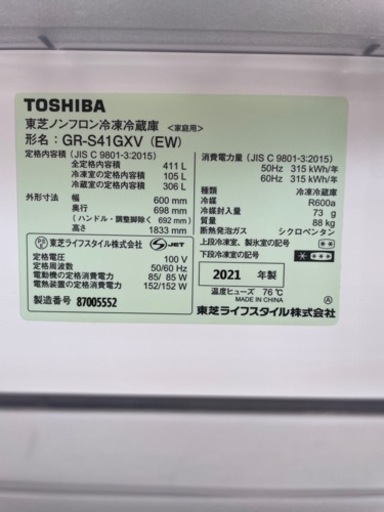 TOSHIBA
東芝ノンフロン冷凍冷蔵庫 <家庭用>
形名：GR-S41GXV (EW)
定格内容積 (JIS C 9801-3:2015)
全定格内容積 411 L
冷凍室の定格内容積 105 L
冷蔵室の定格内容積 306 L
外形寸法 幅 600 mm
奥行 698 mm
(ハンドル・調整脚除く 692 mm)
高さ 1833 mm
東芝ライフスタイル株式会社 S JET
定格電圧 100 V
定格周波数 50/60 Hz
電動機の定格消費電力 85/ 85 W
電熱装置の定格消費電力 152/152 W
製造番号 87005552
消費電力量 (JIS C 9801-3:2015)
50Hz 315 kWh/年
60Hz 315 kWh/年
種類 冷凍冷蔵庫
冷媒 R600a
冷媒封入量 73 g
質量 88 kg
断熱発泡ガス シクロペンタン
上段冷凍室、製氷室の記号
下段冷凍室の記号
2021 年製
温度ヒューズ 76℃
MADE IN CHINA
東芝ライフスタイル株式会社